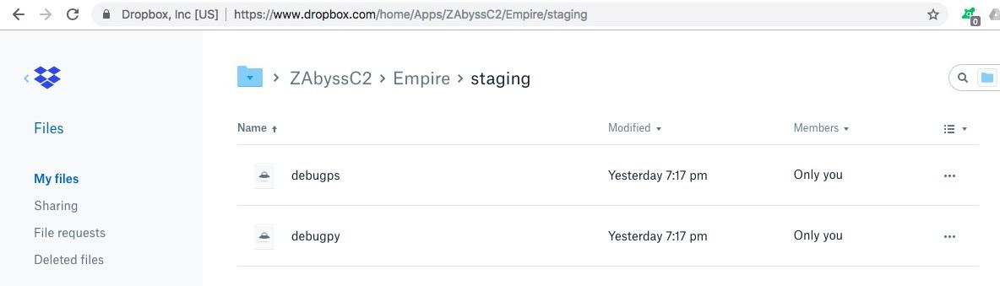 Dropbox, Inc [US] | https://www.dropbox.com/home/Apps/ZAbyssC2/Empire/staging
0
ZAbyssC2 > Empire > staging
Files
Name Modified Members
My files
debugps Yesterday 7:17 pm Only you
Sharing
File requests
debugpy Yesterday 7:17 pm Only you
Deleted files